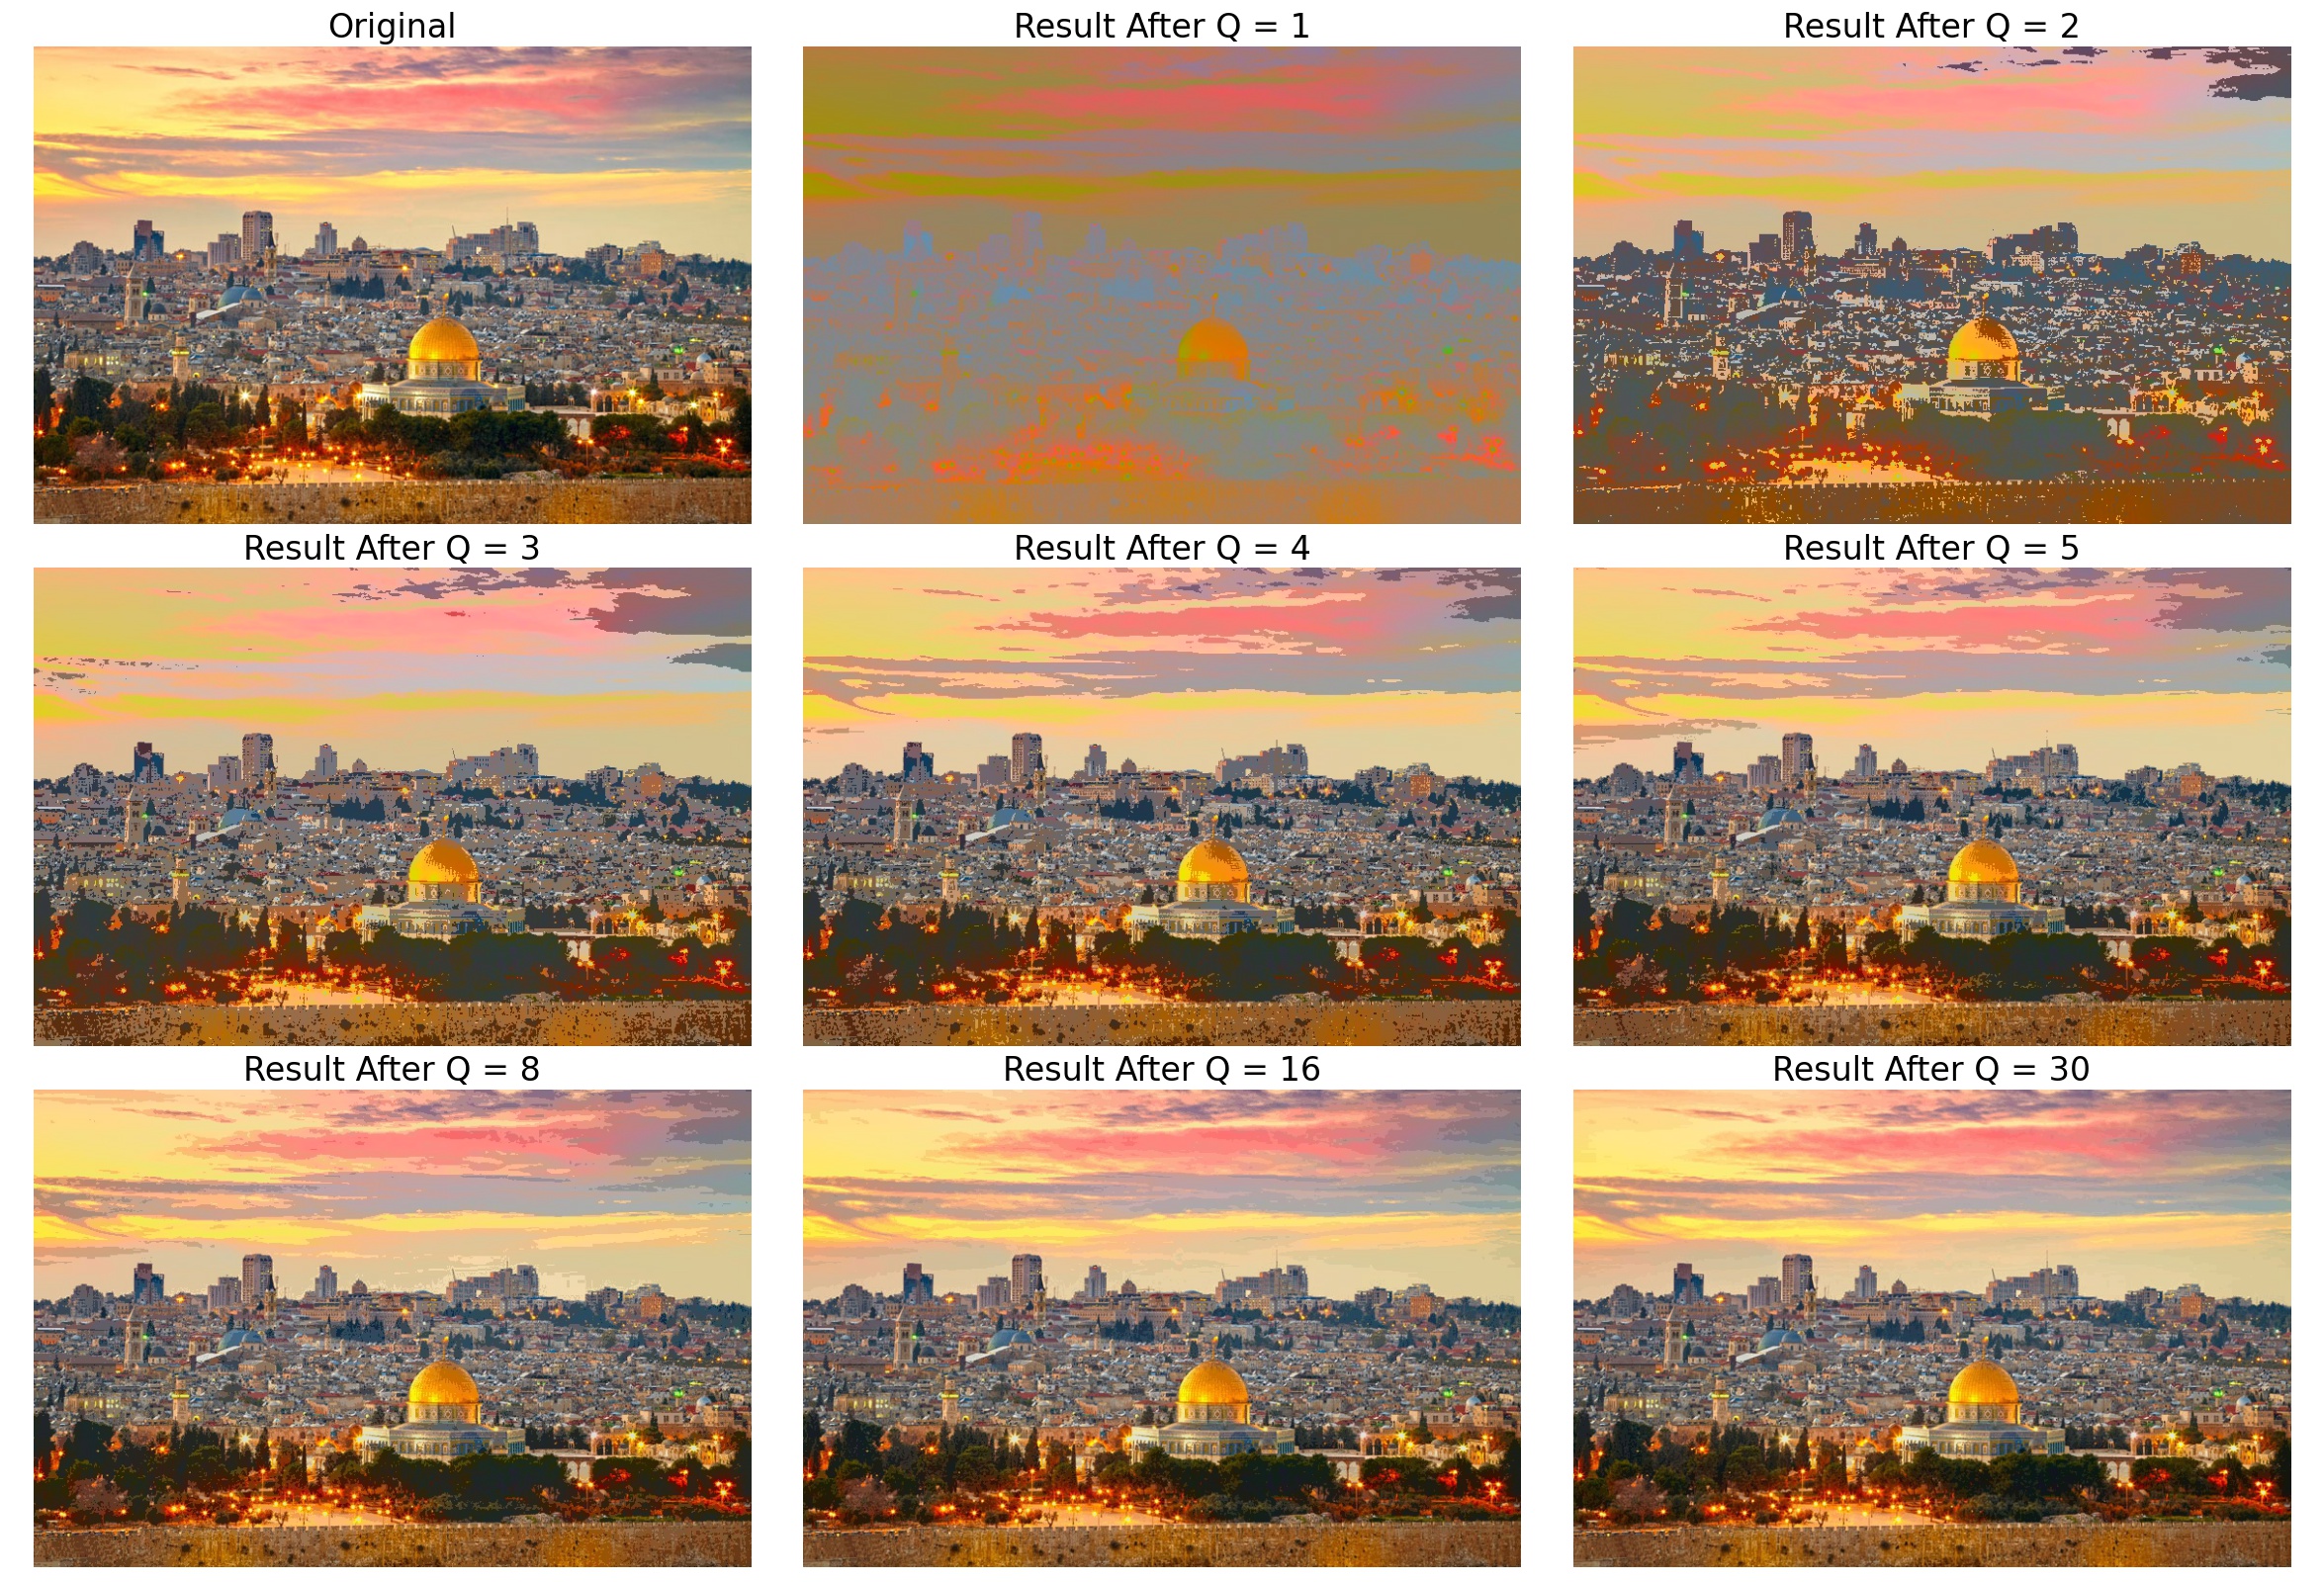 Original
Result After Q = 1
Result After Q = 2
Result After Q = 3
Result After Q = 4
Result After Q = 5
Result After Q = 8
Result After Q = 16
Result After Q = 30